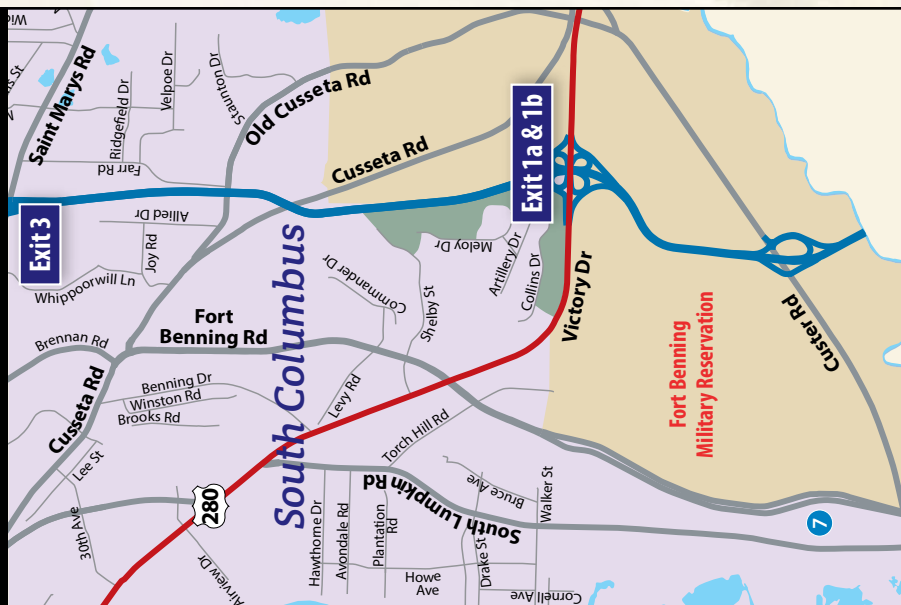 Wic
Saint Marys Rd
is St
Velpoe Dr
Ridgefield Dr
Staunton Dr
Old Cusseta Rd
Farr Rd
Cusseta Rd
Exit 1a & 1b
Exit 3
Allied Dr
Joy Rd
Whippoorwill Ln
Meloy Dr
Artillery Dr
Collins Dr
Commander Dr
Shelby St
Victory Dr
Fort
Benning Rd
Brennan Rd
South Columbus
Custer Rd
Fort Benning
Military Reservation
Cusseta Rd
Benning Dr
Winston Rd
Brooks Rd
Levy Rd
Torch Hill Rd
Lee St
280
South Lumpkin Rd
Bruce Ave
Walker St
30th Ave
Hawthorne Dr
Avondale Rd
Plantation
Rd
Drake St
7
Airview Dr
Howe
Ave
Cornell Ave